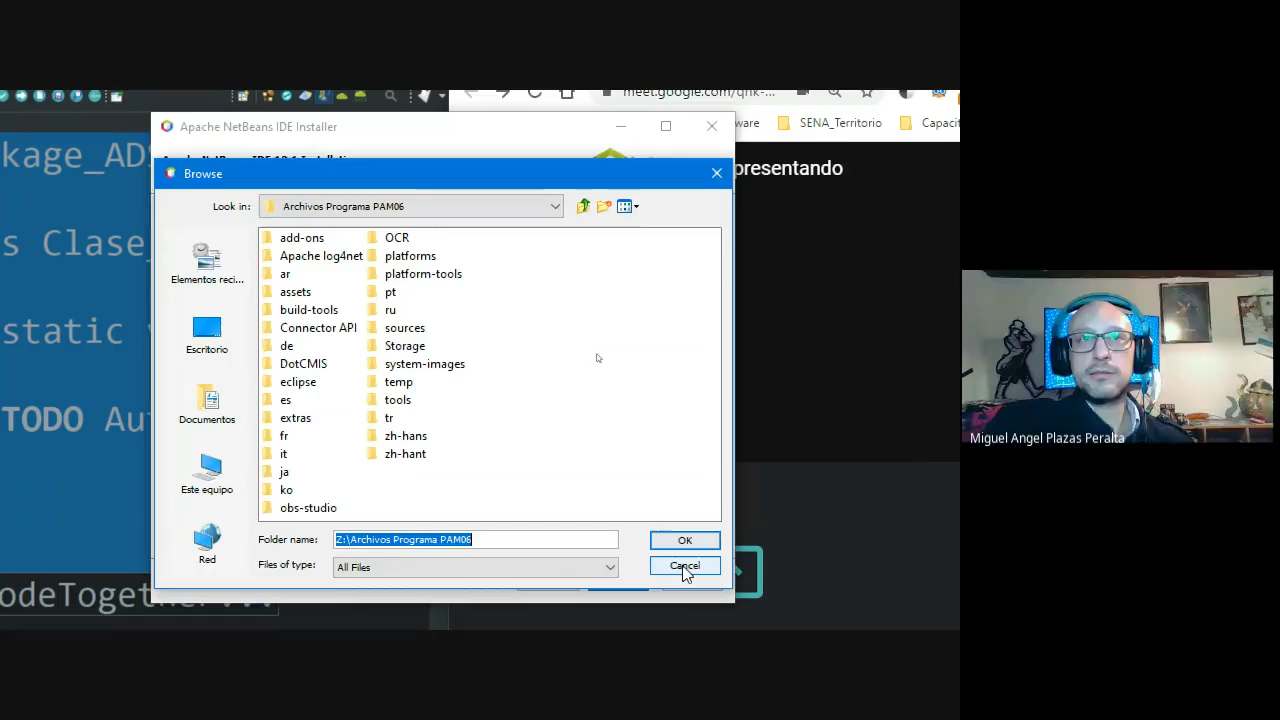 meet.google.com/qnk-...
ware
SENA_Territorio
Capacit
kage_AD
s Clase_
static
TODO Au
odeTogether...
presentando
Apache NetBeans IDE Installer
Browse
Look in:
Archivos Programa PAM06
Elementos reci...
Escritorio
Documentos
Este equipo
Red
add-ons
Apache log4net
ar
assets
build-tools
Connector API
de
DotCMIS
eclipse
es
extras
fr
it
ja
ko
obs-studio
OCR
platforms
platform-tools
pt
ru
sources
Storage
system-images
temp
tools
tr
zh-hans
zh-hant
Folder name:
Z:\Archivos Programa PAM06
OK
Files of type:
All Files
Cancel
Miguel Angel Plazas Peralta